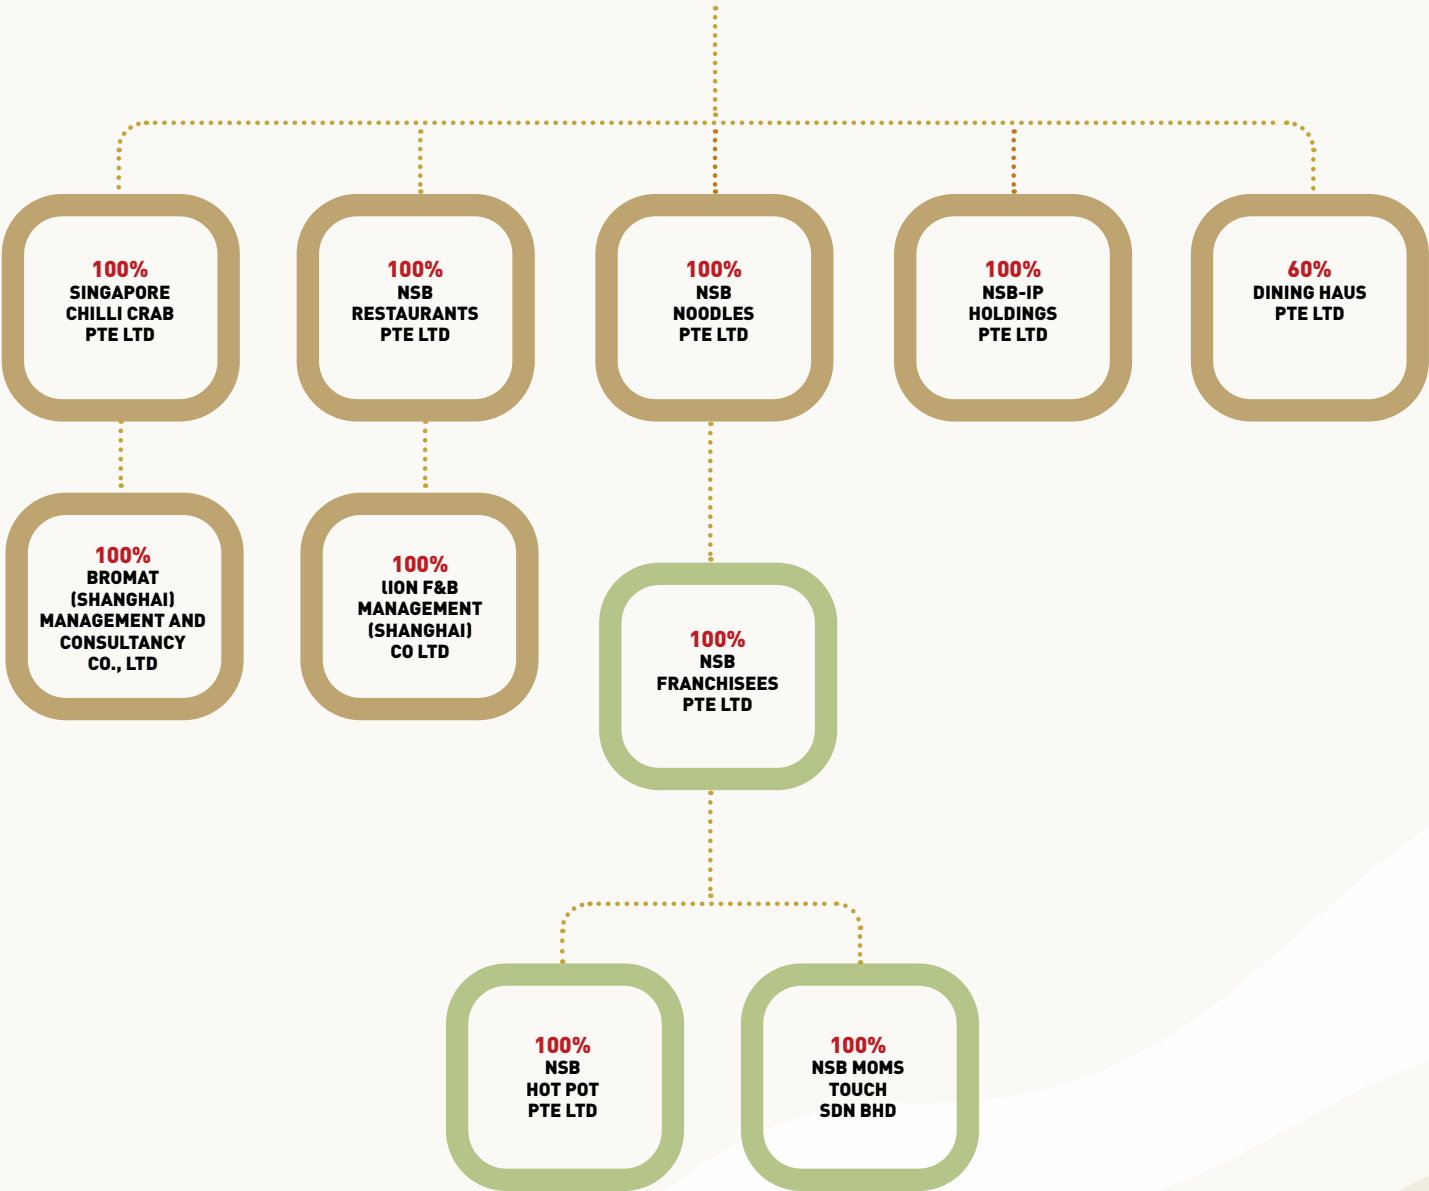 100%
SINGAPORE
CHILLI CRAB
PTE LTD
100%
NSB
RESTAURANTS
PTE LTD
100%
NSB
NOODLES
PTE LTD
100%
NSB-IP
HOLDINGS
PTE LTD
60%
DINING HAUS
PTE LTD
100%
BROMAT
(SHANGHAI)
MANAGEMENT AND
CONSULTANCY
CO., LTD
100%
lION F&B
MANAGEMENT
(SHANGHAI)
CO LTD
100%
NSB
FRANCHISEES
PTE LTD
100%
NSB
HOT POT
PTE LTD
100%
NSB MOMS
TOUCH
SDN BHD